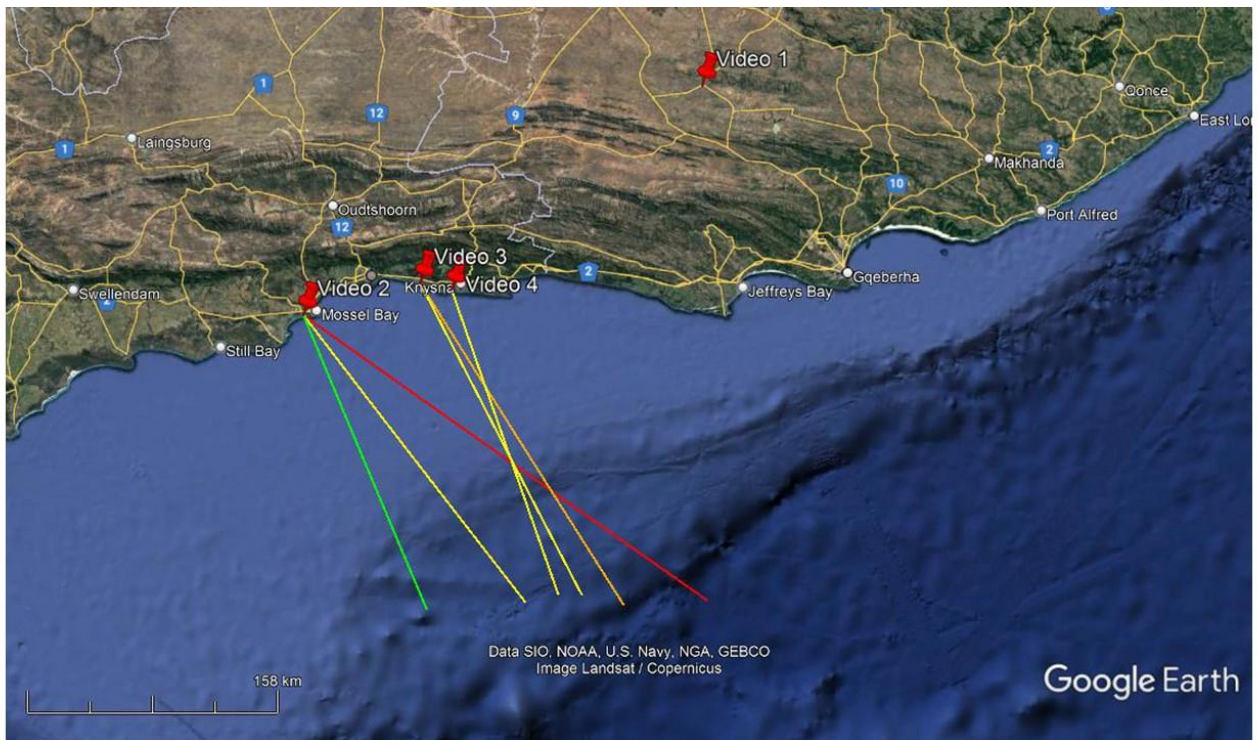 Video 1
1
12
9
Qonce
East Lo
1
Laingsburg
2
Makhanda
10
Oudtshoorn
12
Port Alfred
Video 3
2
Gqeberha
Swellendam
2
Video 2
Knysna
Video 4
Jeffreys Bay
Mossel Bay
Still Bay
Data SIO, NOAA, U.S. Navy, NGA, GEBCO
Image Landsat / Copernicus
158 km
Google Earth